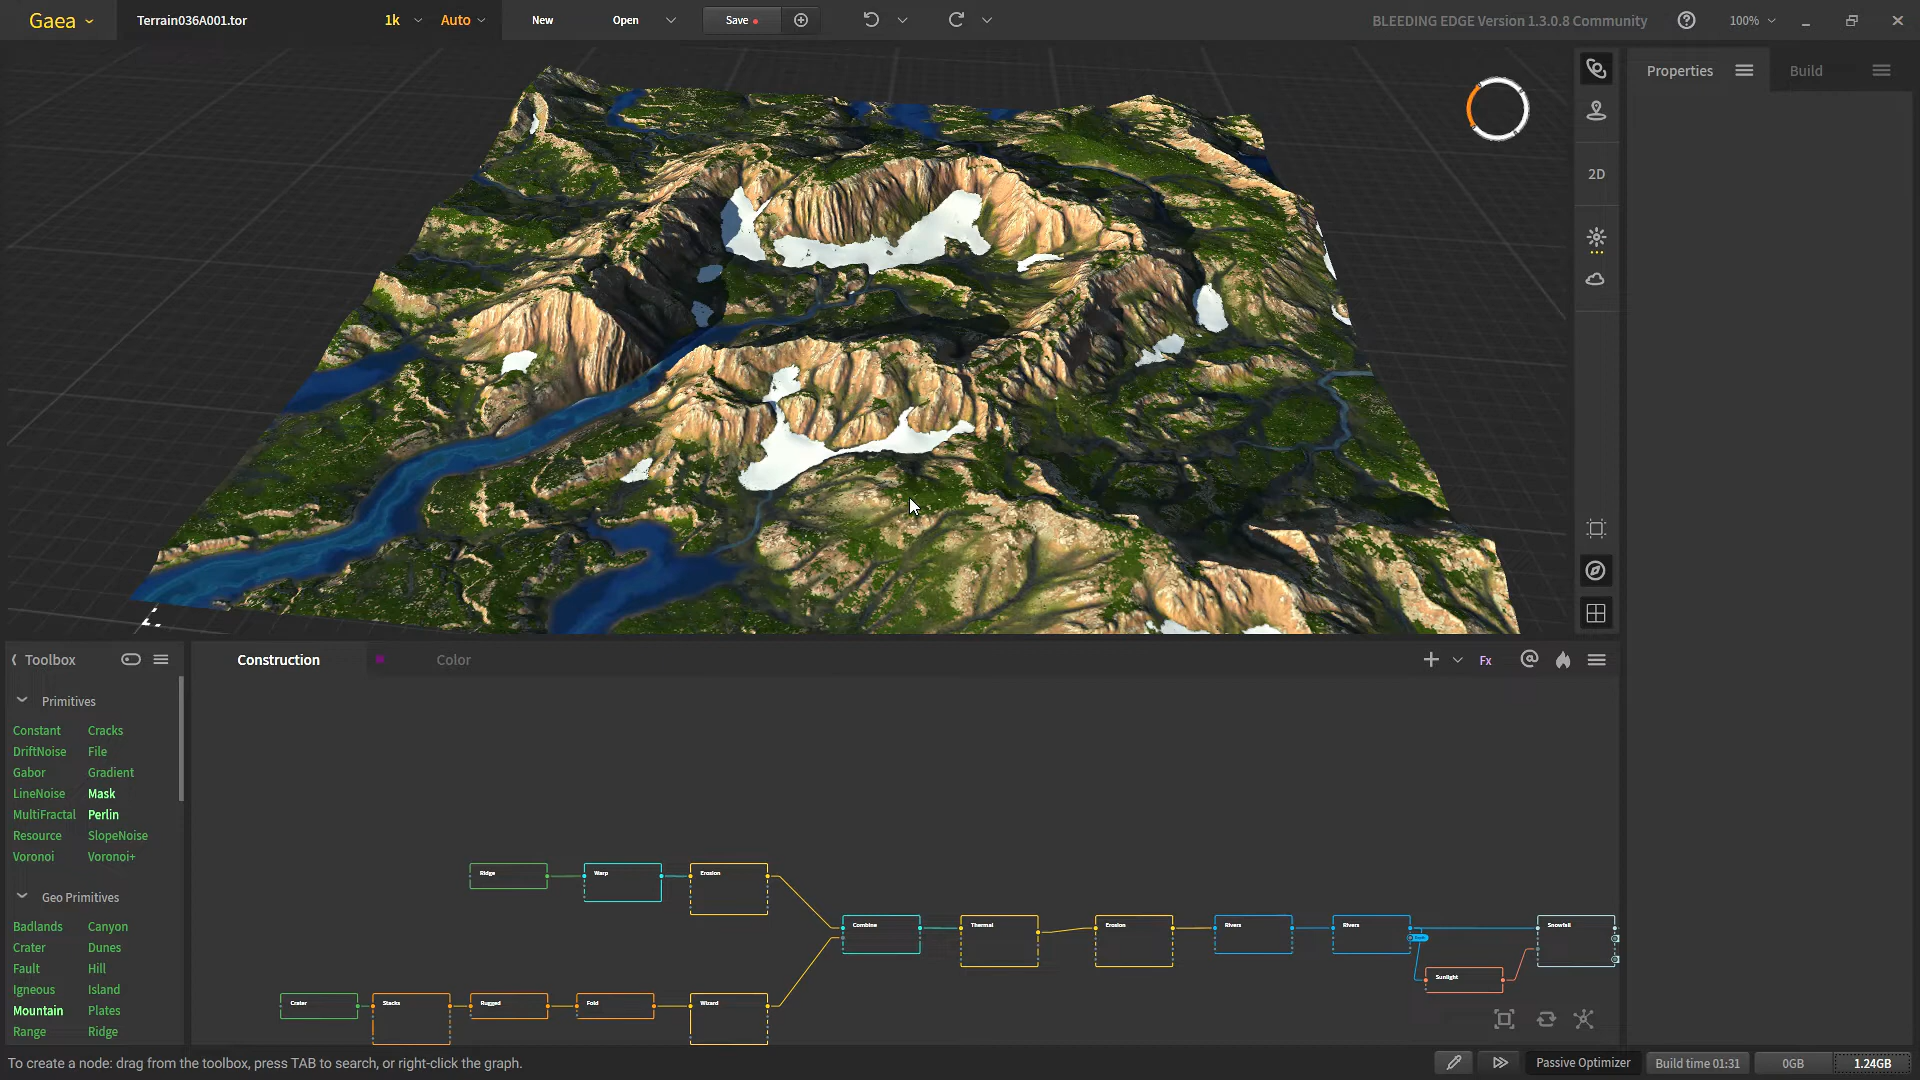 Gaea
Terrain036A001.tor
1k
Auto
New
Open
Save
BLEEDING EDGE Version 1.3.0.8 Community
100%
Properties
Build
2D
Toolbox
Construction
Color
Fx
Primitives
Constant Cracks
DriftNoise File
Gabor Gradient
LineNoise Mask
MultiFractal Perlin
Resource SlopeNoise
Voronoi Voronoi+
Geo Primitives
Badlands Canyon
Crater Dunes
Fault Hill
Igneous Island
Mountain Plates
Range Ridge
Ridge
Warp
Erosion
Combine
Thermal
Erosion
Rivers
Rivers
Snowfall
Sunlight
Crater
Stacks
Rugged
Fold
Wizard
To create a node: drag from the toolbox, press TAB to search, or right-click the graph.
Passive Optimizer
Build time 01:31
0GB
1.24GB